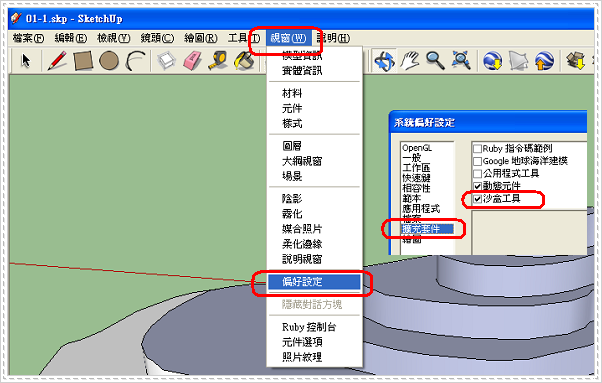 01-1.skp - SketchUp
檔案(F) 編輯(E) 檢視(V) 鏡頭(C) 繪圖(R) 工具(T) 視窗(W) 說明(H)
模型資訊
實體資訊
材料
元件
樣式
圖層
大綱視窗
場景
陰影
霧化
媒合照片
柔化邊緣
說明視窗
偏好設定
隱藏對話方塊
Ruby 控制台
元件選項
照片紋理
系統偏好設定
OpenGL
一般
工作區
快速鍵
相容性
範本
應用程式
檔案
擴充套件
繪圖
Ruby 指令碼範例
Google 地球海洋建模
公用程式工具
動態元件
沙盒工具